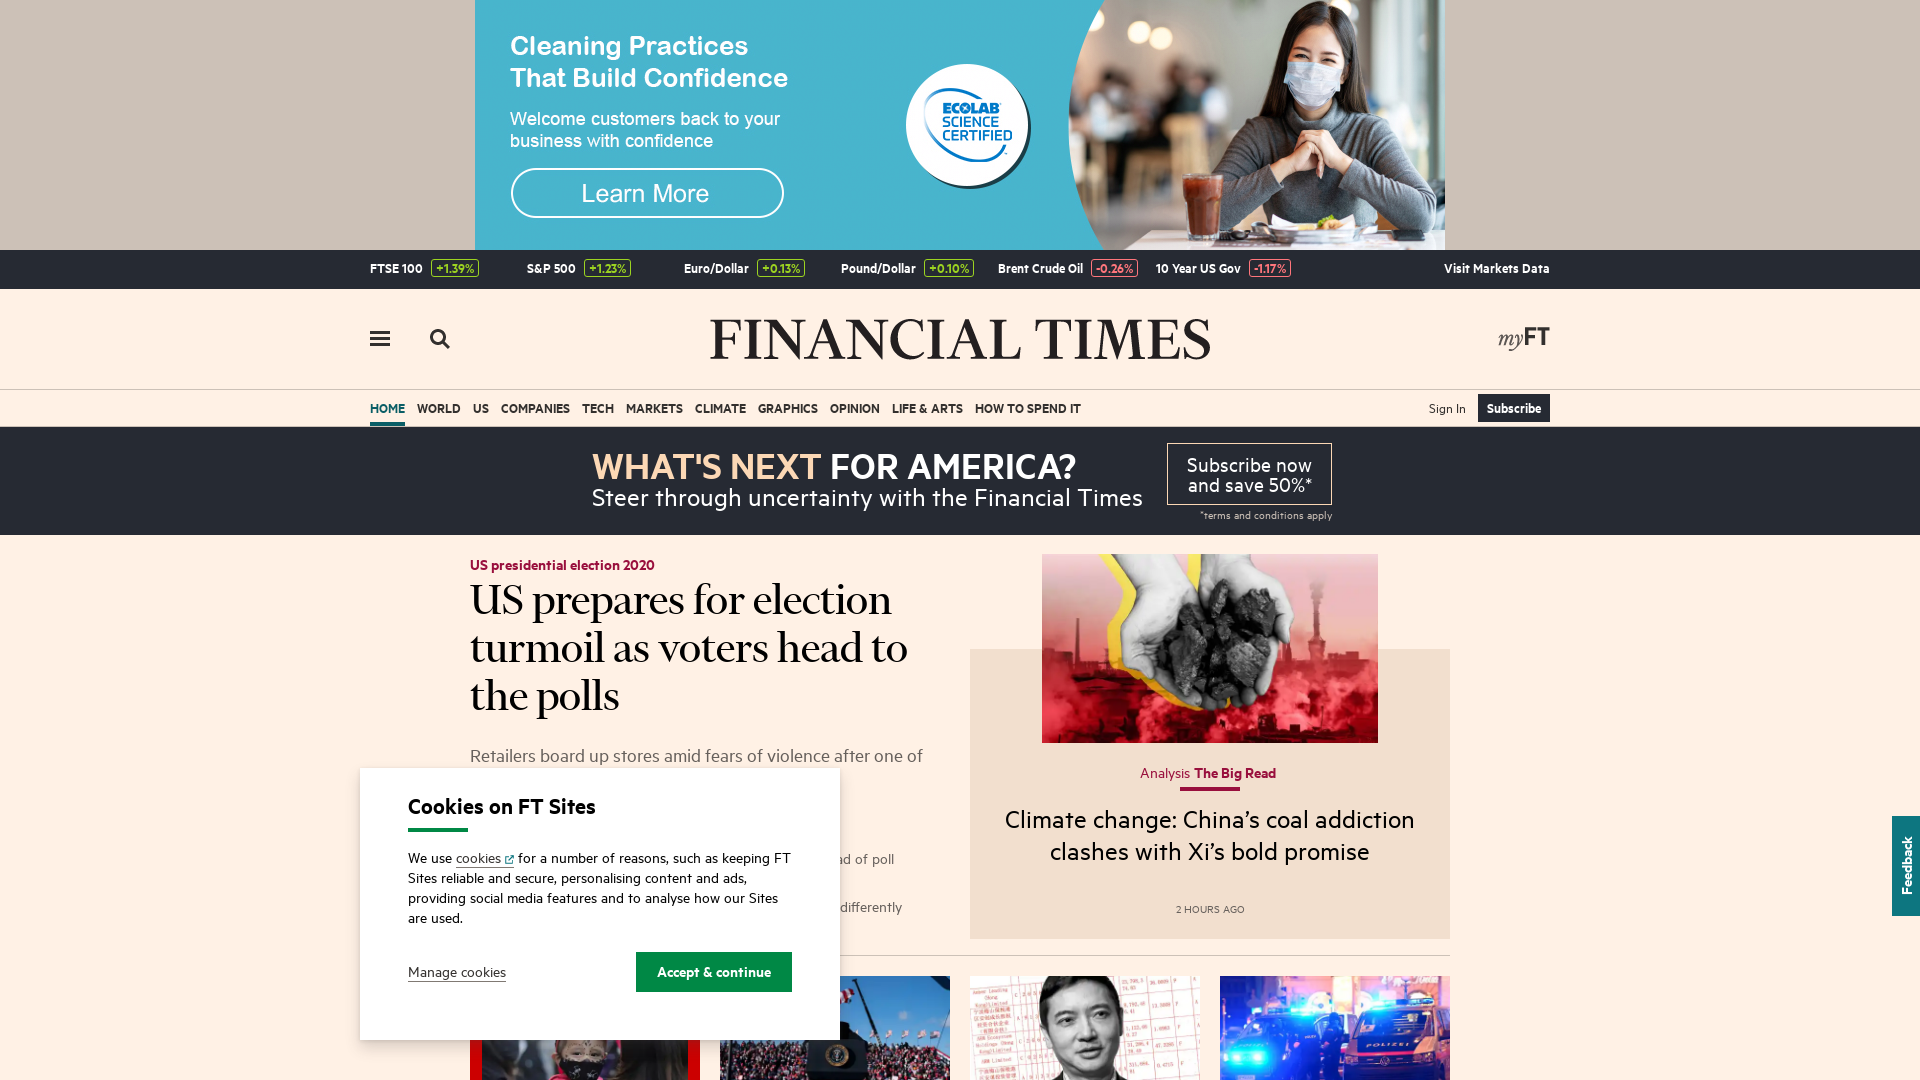 Cleaning Practices
That Build Confidence
Welcome customers back to your
business with confidence
Learn More
ECOLAB
SCIENCE
CERTIFIED
FTSE 100 +1.39% S&P 500 +1.23% Euro/Dollar +0.13% Pound/Dollar +0.10% Brent Crude Oil -0.26% 10 Year US Gov -1.17% Visit Markets Data
FINANCIAL TIMES
myFT
HOME WORLD US COMPANIES TECH MARKETS CLIMATE GRAPHICS OPINION LIFE & ARTS HOW TO SPEND IT Sign In Subscribe
WHAT'S NEXT FOR AMERICA?
Steer through uncertainty with the Financial Times
Subscribe now
and save 50%*
*terms and conditions apply
US presidential election 2020
US prepares for election
turmoil as voters head to
the polls
Retailers board up stores amid fears of violence after one of
ad of poll
differently
Analysis The Big Read
Climate change: China’s coal addiction
clashes with Xi’s bold promise
2 HOURS AGO
Cookies on FT Sites
We use cookies for a number of reasons, such as keeping FT
Sites reliable and secure, personalising content and ads,
providing social media features and to analyse how our Sites
are used.
Manage cookies
Accept & continue
Feedback
POLIZEI